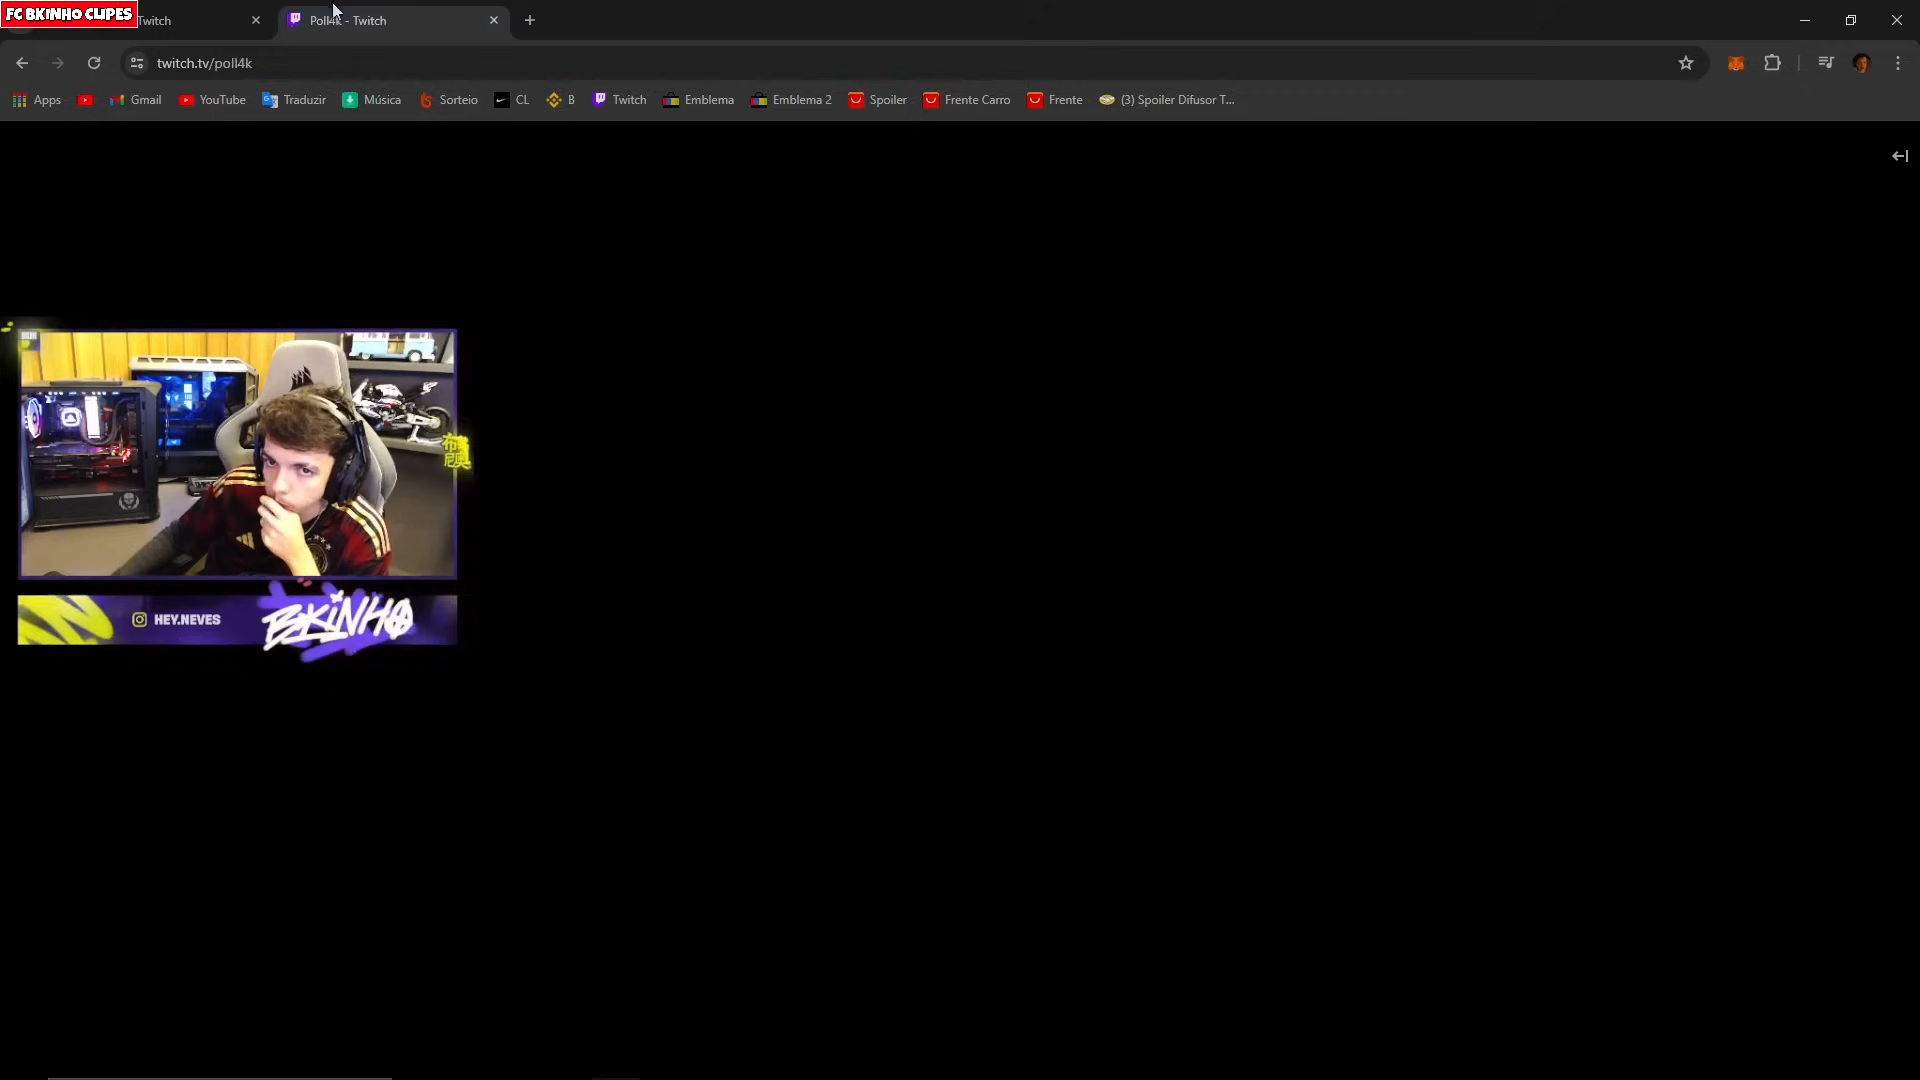 FC BKINHO CLIPES
Twitch
Poll4k - Twitch
twitch.tv/poll4k
Apps
Gmail
YouTube
Traduzir
Música
Sorteio
CL
B
Twitch
Emblema
Emblema 2
Spoiler
Frente Carro
Frente
(3) Spoiler Difusor T...
HEY.NEVES
BKINHO